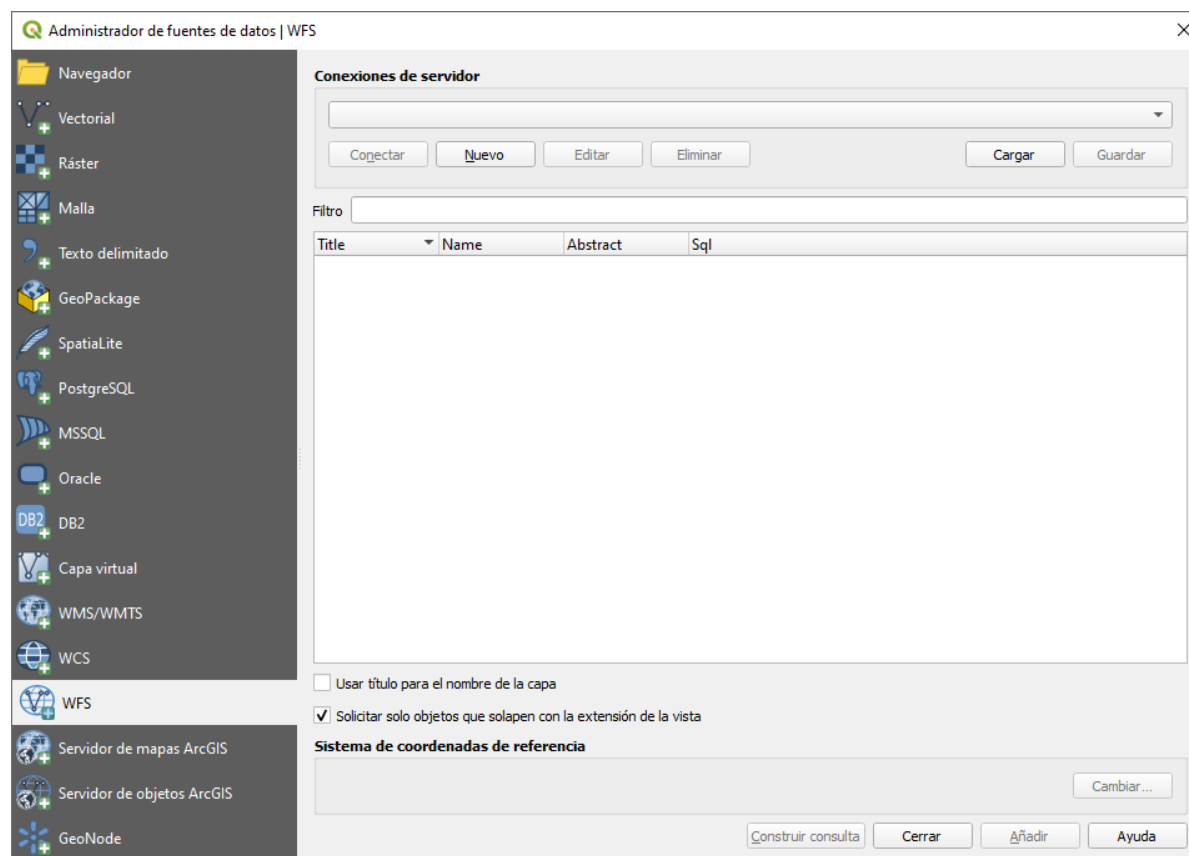 Administrador de fuentes de datos | WFS
Navegador
Vectorial
Ráster
Malla
Texto delimitado
GeoPackage
SpatiaLite
PostgreSQL
MSSQL
Oracle
DB2
DB2
Capa virtual
WMS/WMTS
WCS
WFS
Servidor de mapas ArcGIS
Servidor de objetos ArcGIS
GeoNode
Conexiones de servidor
Conectar Nuevo Editar Eliminar Cargar Guardar
Filtro
Title Name Abstract Sql
Usar título para el nombre de la capa
Solicitar solo objetos que solapen con la extensión de la vista
Sistema de coordenadas de referencia
Cambiar...
Construir consulta Cerrar Añadir Ayuda